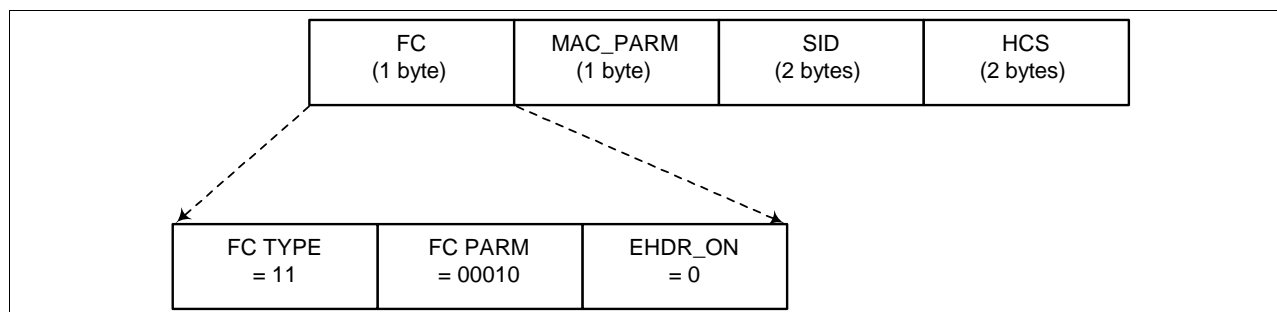 FC
(1 byte)
MAC_PARM
(1 byte)
SID
(2 bytes)
HCS
(2 bytes)
FC TYPE
= 11
FC PARM
= 00010
EHDR_ON
= 0